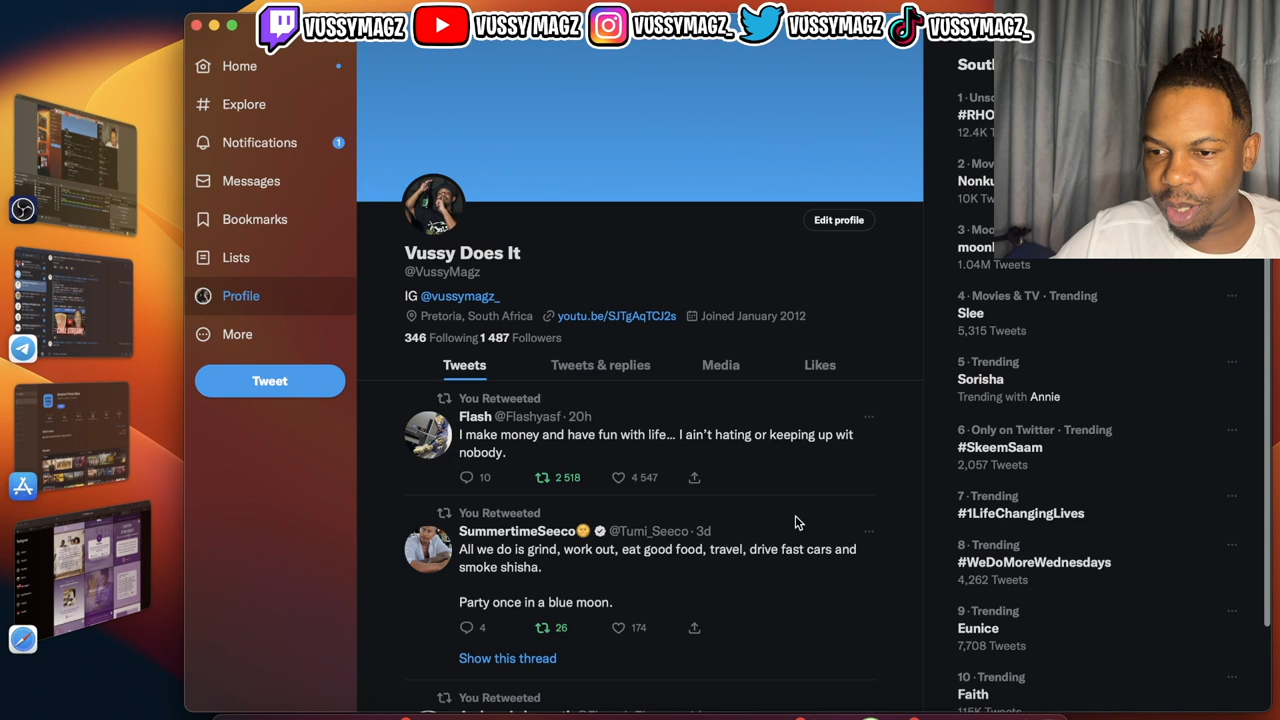 VUSSYMAGZ
VUSSY MAGZ
VUSSYMAGZ_
VUSSYMAGZ
VUSSYMAGZ_
Home
Explore
Notifications
1
Messages
Bookmarks
Lists
Profile
More
Tweet
Edit profile
Vussy Does It
@VussyMagz
IG @vussymagz_
Pretoria, South Africa youtu.be/SJTgAqTCJ2s Joined January 2012
346 Following 1 487 Followers
Tweets Tweets & replies Media Likes
You Retweeted
Flash @Flashyasf · 20h
I make money and have fun with life… I ain’t hating or keeping up wit
nobody.
10 2 518 4 547
You Retweeted
SummertimeSeeco @Tumi_Seeco · 3d
All we do is grind, work out, eat good food, travel, drive fast cars and
smoke shisha.
Party once in a blue moon.
4 26 174
Show this thread
You Retweeted
1
#RHO
12.4K
2
Nonku
10K
3
1.04M Tweets
4 · Movies & TV · Trending
Slee
5,315 Tweets
5 · Trending
Sorisha
Trending with Annie
6 · Only on Twitter · Trending
#SkeemSaam
2,057 Tweets
7 · Trending
#1LifeChangingLives
8 · Trending
#WeDoMoreWednesdays
4,262 Tweets
9 · Trending
Eunice
7,708 Tweets
10 · Trending
Faith